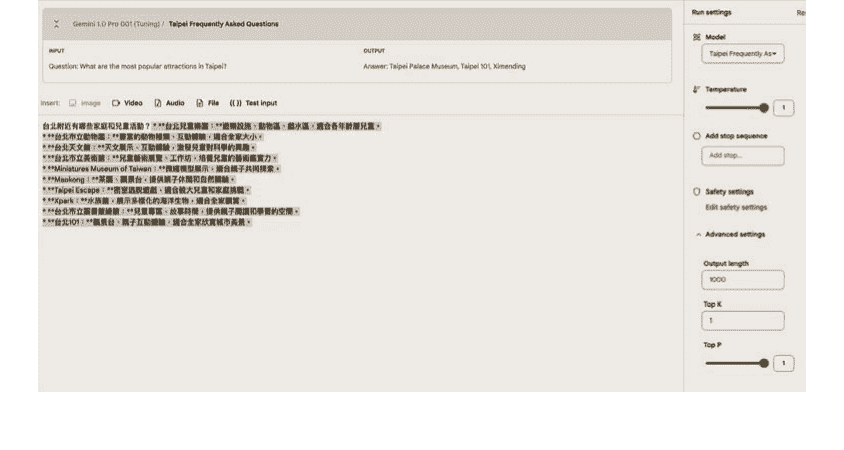 Gemini 1.0 Pro 001 (Tuning) / Taipei Frequently Asked Questions
INPUT
Question: What are the most popular attractions in Taipei?
OUTPUT
Answer: Taipei Palace Museum, Taipei 101, Ximending
Insert: Image Video Audio File Test input
台北附近有哪些家庭和兒童活動？* **台北兒童樂園：**遊樂設施、動物區、戲水區，適合各年齡層兒童。
* **台北市立動物園：**豐富的動物種類、互動體驗，適合全家大小。
* **台北天文館：**天文展示、互動體驗，激發兒童對科學的興趣。
* **台北市立美術館：**兒童藝術展覽、工作坊，培養兒童的藝術鑑賞力。
* **Miniatures Museum of Taiwan：**微縮模型展示，適合親子共同探索。
* **Maokong：**茶園、觀景台，提供親子休閒和自然體驗。
* **Taipei Escape：**密室逃脫遊戲，適合較大兒童和家庭挑戰。
* **Xpark：**水族館，展示多樣化的海洋生物，適合全家觀賞。
* **台北市立圖書館總館：**兒童專區、故事時間，提供親子閱讀和學習的空間。
* **台北101：**觀景台、親子互動體驗，適合全家欣賞城市美景。
Run settings
Model
Taipei Frequently As
Temperature
1
Add stop sequence
Add stop...
Safety settings
Edit safety settings
Advanced settings
Output length
1000
Top K
1
Top P
1